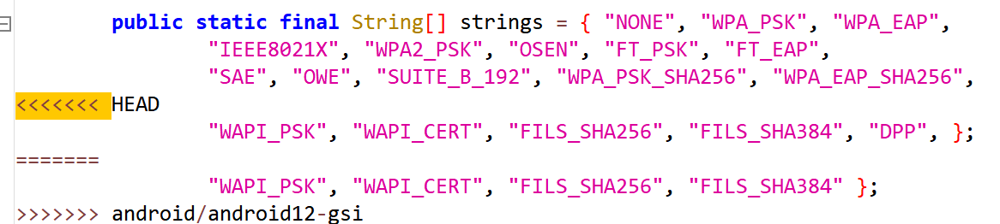 public static final String[] strings = { "NONE", "WPA_PSK", "WPA_EAP",
"IEEE8021X", "WPA2_PSK", "OSEN", "FT_PSK", "FT_EAP",
"SAE", "OWE", "SUITE_B_192", "WPA_PSK_SHA256", "WPA_EAP_SHA256",
<<<<<<< HEAD
"WAPI_PSK", "WAPI_CERT", "FILS_SHA256", "FILS_SHA384", "DPP", };
=======
"WAPI_PSK", "WAPI_CERT", "FILS_SHA256", "FILS_SHA384" };
>>>>>>> android/android12-gsi